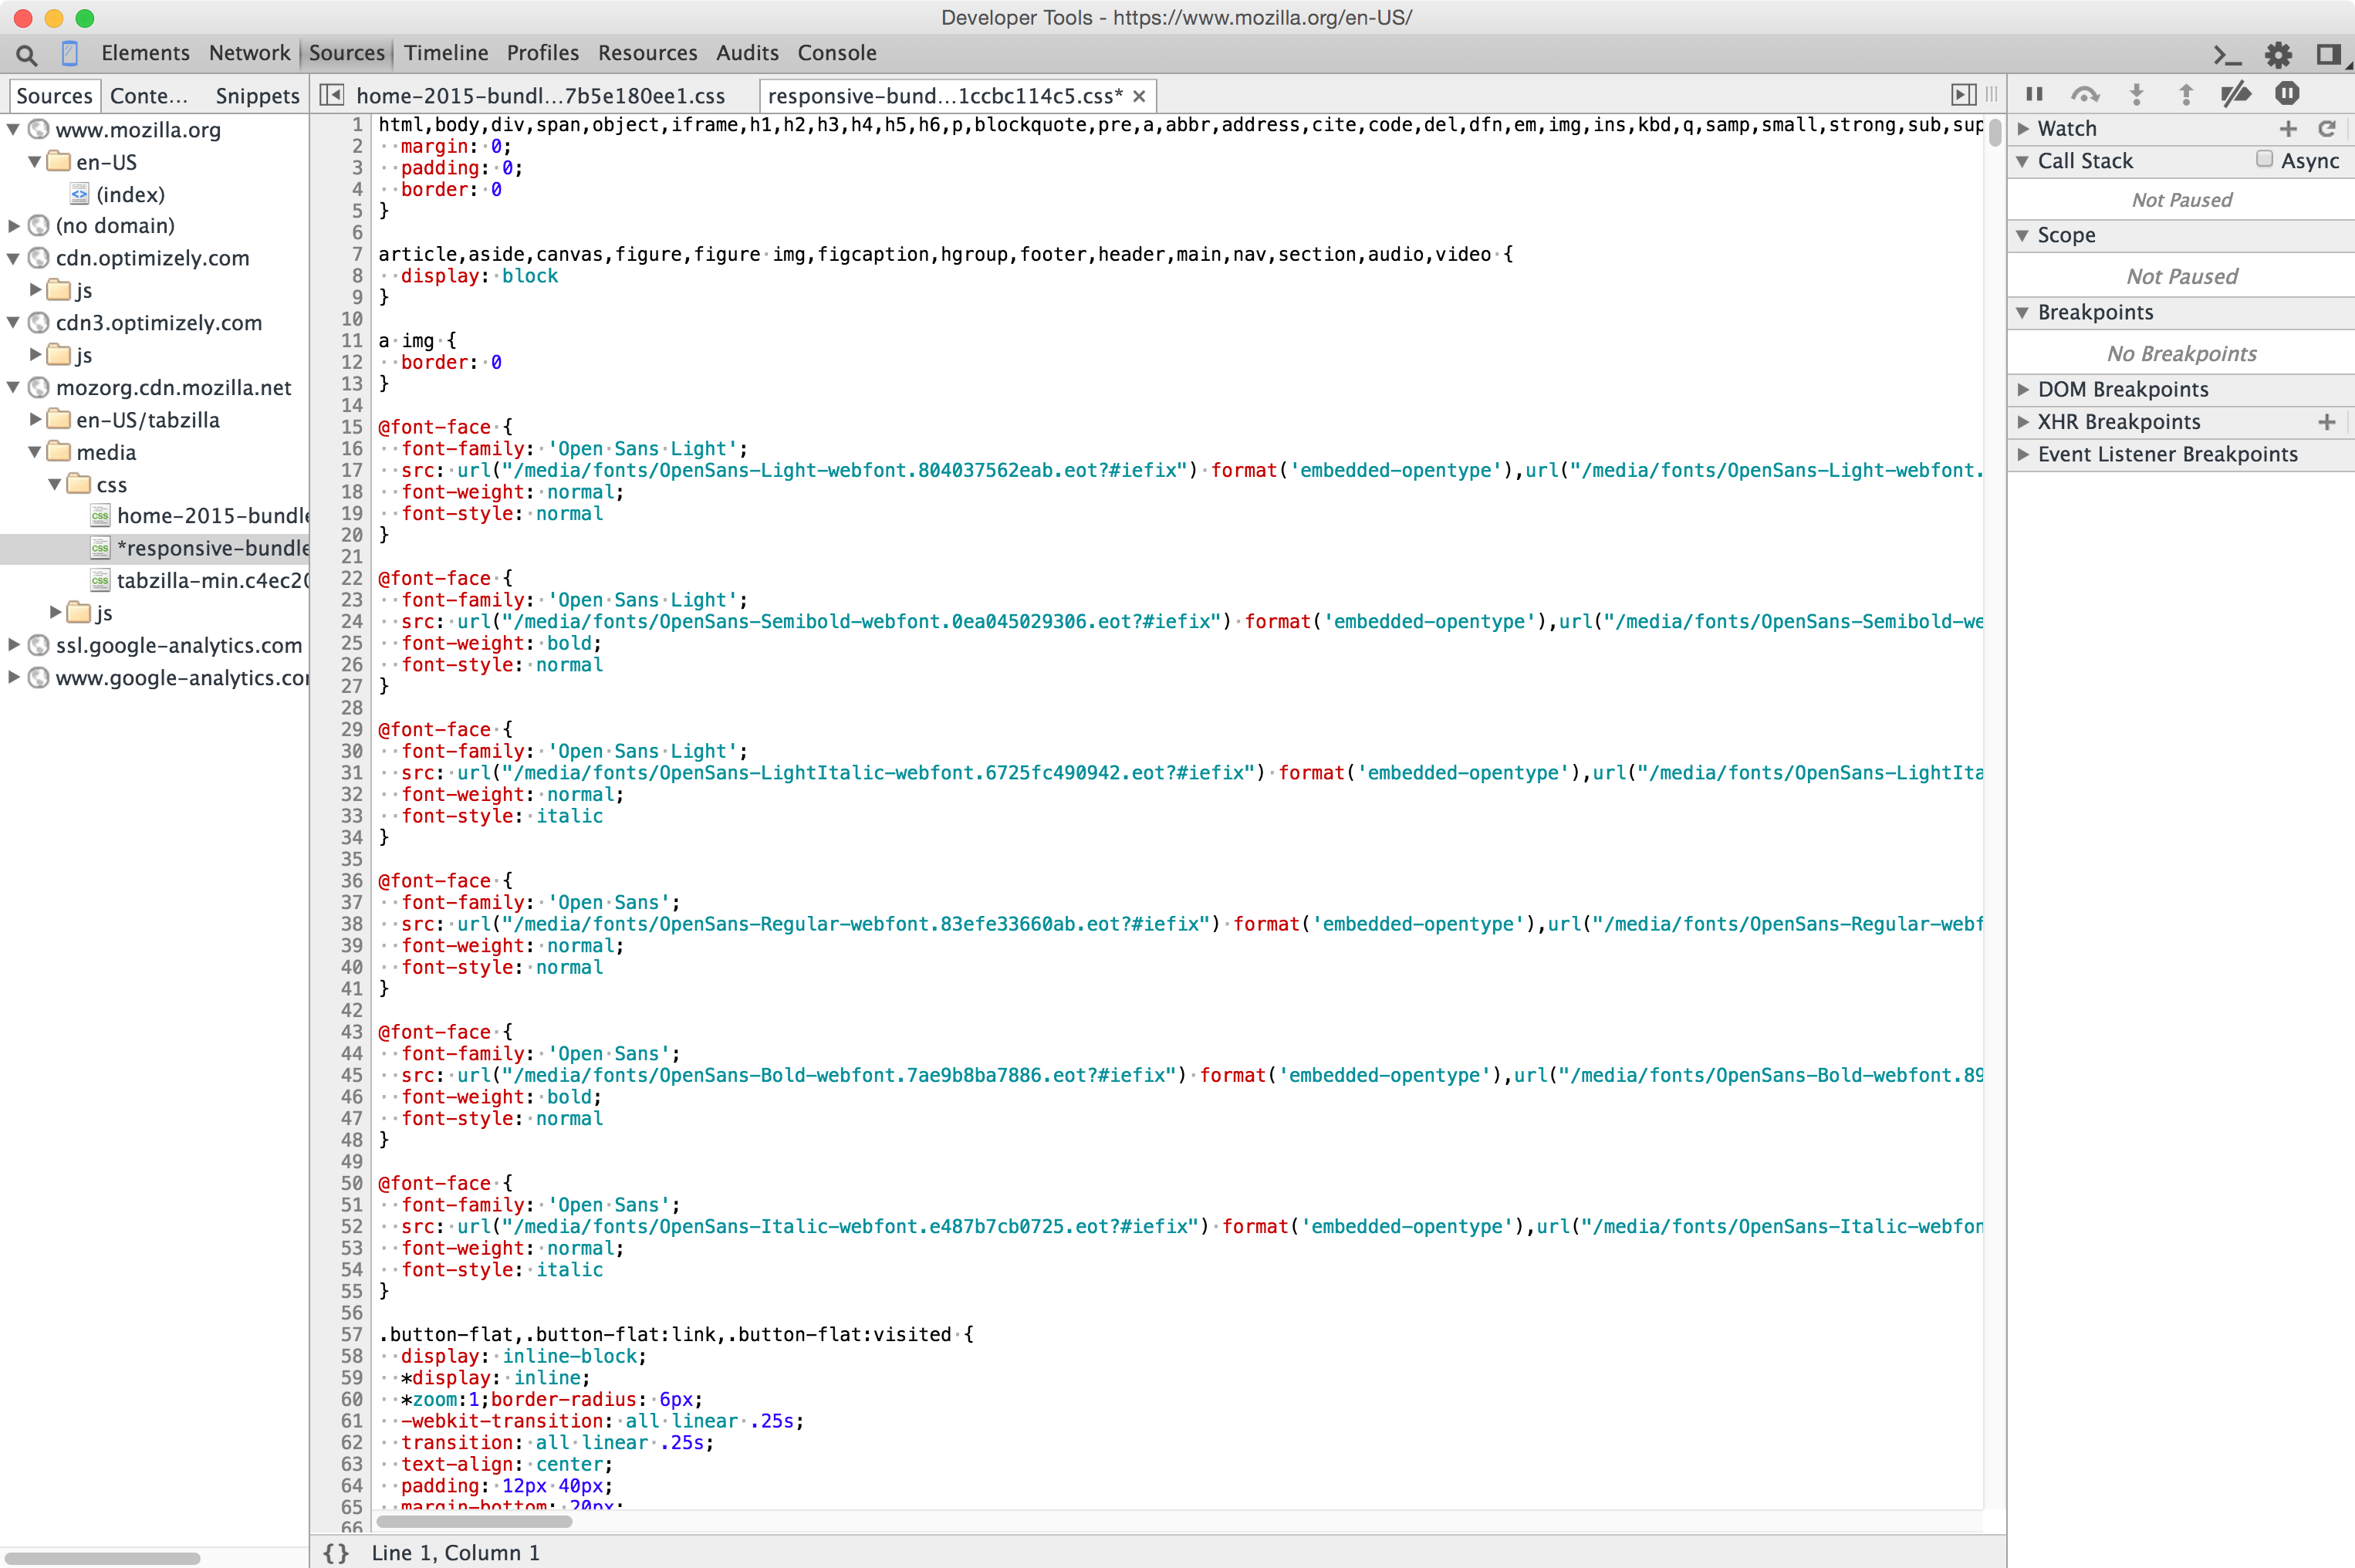 Developer Tools - https://www.mozilla.org/en-US/
Elements Network Sources Timeline Profiles Resources Audits Console
Sources Conte... Snippets
www.mozilla.org
en-US
(index)
(no domain)
cdn.optimizely.com
js
cdn3.optimizely.com
js
mozorg.cdn.mozilla.net
en-US/tabzilla
media
css
home-2015-bundle
*responsive-bundle
tabzilla-min.c4ec20
js
ssl.google-analytics.com
www.google-analytics.com
home-2015-bundl...7b5e180ee1.css responsive-bund...1ccbc114c5.css* ×
1 html,body,div,span,object,iframe,h1,h2,h3,h4,h5,h6,p,blockquote,pre,a,abbr,address,cite,code,del,dfn,em,img,ins,kbd,q,samp,small,strong,sub,sup
2 margin: 0;
3 padding: 0;
4 border: 0
5 }
6
7 article,aside,canvas,figure,figure img,figcaption,hgroup,footer,header,main,nav,section,audio,video {
8 display: block
9 }
10
11 a img {
12 border: 0
13 }
14
15 @font-face {
16 font-family: 'Open Sans Light';
17 src: url("/media/fonts/OpenSans-Light-webfont.804037562eab.eot?#iefix") format('embedded-opentype'),url("/media/fonts/OpenSans-Light-webfont.
18 font-weight: normal;
19 font-style: normal
20 }
21
22 @font-face {
23 font-family: 'Open Sans Light';
24 src: url("/media/fonts/OpenSans-Semibold-webfont.0ea045029306.eot?#iefix") format('embedded-opentype'),url("/media/fonts/OpenSans-Semibold-we
25 font-weight: bold;
26 font-style: normal
27 }
28
29 @font-face {
30 font-family: 'Open Sans Light';
31 src: url("/media/fonts/OpenSans-LightItalic-webfont.6725fc490942.eot?#iefix") format('embedded-opentype'),url("/media/fonts/OpenSans-LightIta
32 font-weight: normal;
33 font-style: italic
34 }
35
36 @font-face {
37 font-family: 'Open Sans';
38 src: url("/media/fonts/OpenSans-Regular-webfont.83efe33660ab.eot?#iefix") format('embedded-opentype'),url("/media/fonts/OpenSans-Regular-webf
39 font-weight: normal;
40 font-style: normal
41 }
42
43 @font-face {
44 font-family: 'Open Sans';
45 src: url("/media/fonts/OpenSans-Bold-webfont.7ae9b8ba7886.eot?#iefix") format('embedded-opentype'),url("/media/fonts/OpenSans-Bold-webfont.89
46 font-weight: bold;
47 font-style: normal
48 }
49
50 @font-face {
51 font-family: 'Open Sans';
52 src: url("/media/fonts/OpenSans-Italic-webfont.e487b7cb0725.eot?#iefix") format('embedded-opentype'),url("/media/fonts/OpenSans-Italic-webfon
53 font-weight: normal;
54 font-style: italic
55 }
56
57 .button-flat,.button-flat:link,.button-flat:visited {
58 display: inline-block;
59 *display: inline;
60 *zoom:1;border-radius: 6px;
61 -webkit-transition: all linear .25s;
62 transition: all linear .25s;
63 text-align: center;
64 padding: 12px 40px;
65 margin-bottom: 20px;
66
{} Line 1, Column 1
Watch
Call Stack Async
Not Paused
Scope
Not Paused
Breakpoints
No Breakpoints
DOM Breakpoints
XHR Breakpoints
Event Listener Breakpoints